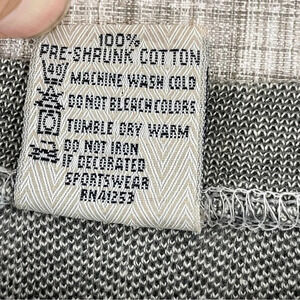 100%
PRE-SHRUNK COTTON
MACHINE WASH COLD
DO NOT BLEACH COLORS
TUMBLE DRY WARM
DO NOT IRON
IF DECORATED
SPORTSWEAR
RN41253